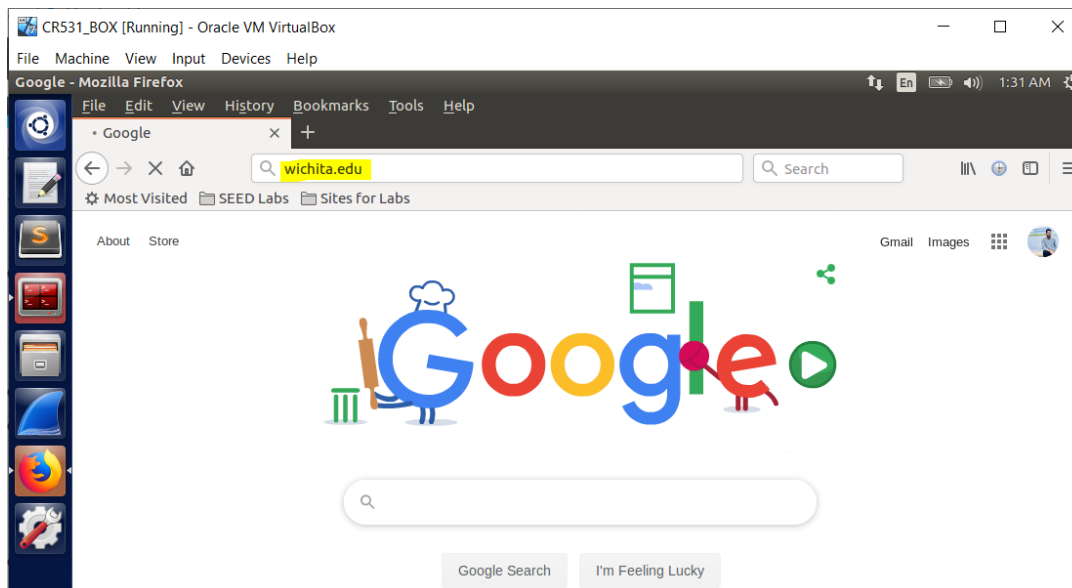 CR531_BOX [Running] - Oracle VM VirtualBox
File Machine View Input Devices Help
Google - Mozilla Firefox En 1:31 AM
File Edit View History Bookmarks Tools Help
• Google
wichita.edu Search
Most Visited SEED Labs Sites for Labs
About Store Gmail Images
Google
Google Search I'm Feeling Lucky